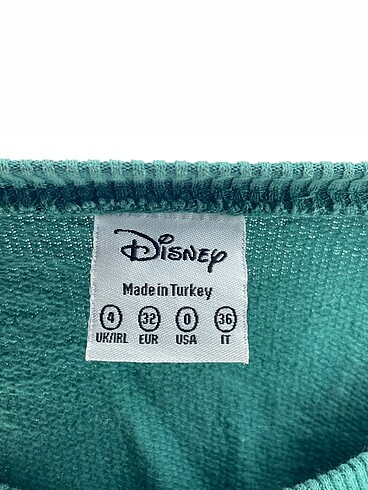 Disney
Made in Turkey
4 32 0 36
UK/IRL EUR USA IT